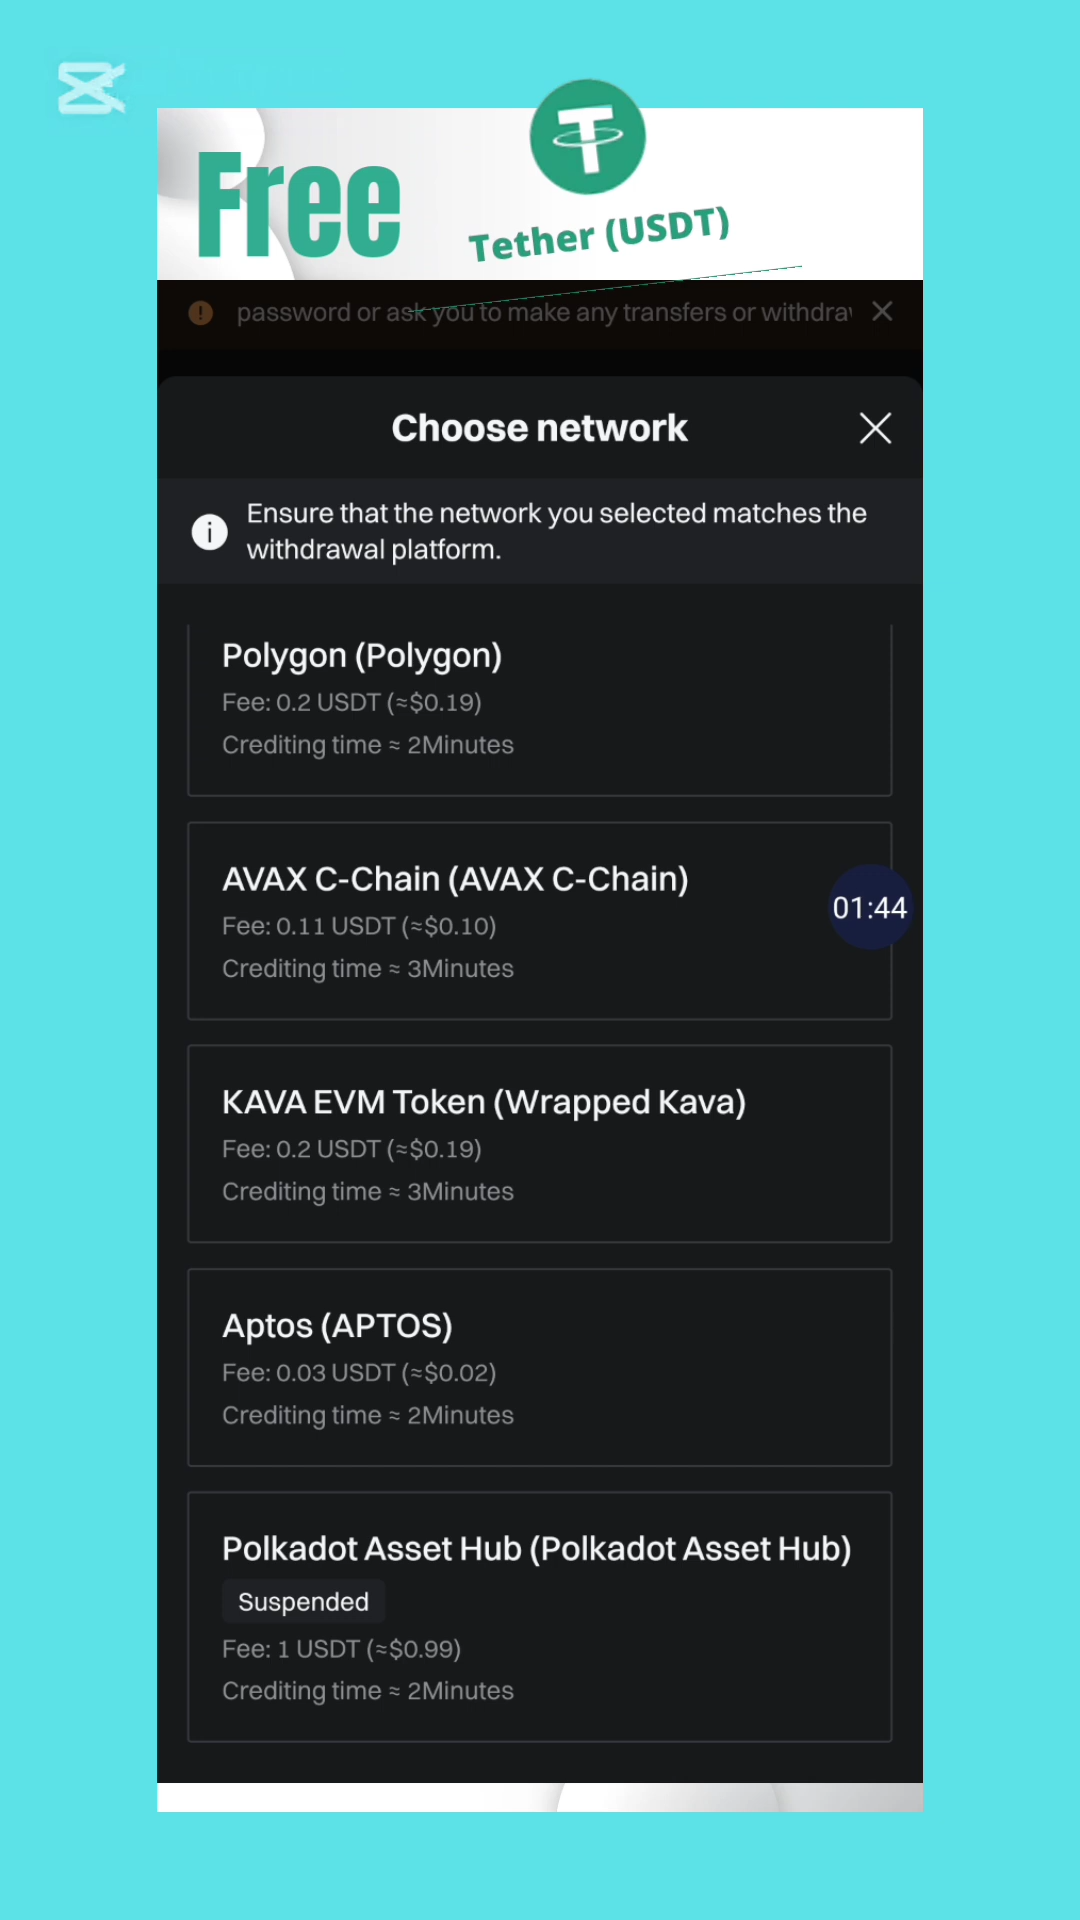 Free
Tether (USDT)
password or ask you to make any transfers or withdra
Choose network
Ensure that the network you selected matches the
withdrawal platform.
Polygon (Polygon)
Fee: 0.2 USDT (≈$0.19)
Crediting time ≈ 2Minutes
AVAX C-Chain (AVAX C-Chain)
Fee: 0.11 USDT (≈$0.10)
Crediting time ≈ 3Minutes
01:44
KAVA EVM Token (Wrapped Kava)
Fee: 0.2 USDT (≈$0.19)
Crediting time ≈ 3Minutes
Aptos (APTOS)
Fee: 0.03 USDT (≈$0.02)
Crediting time ≈ 2Minutes
Polkadot Asset Hub (Polkadot Asset Hub)
Suspended
Fee: 1 USDT (≈$0.99)
Crediting time ≈ 2Minutes